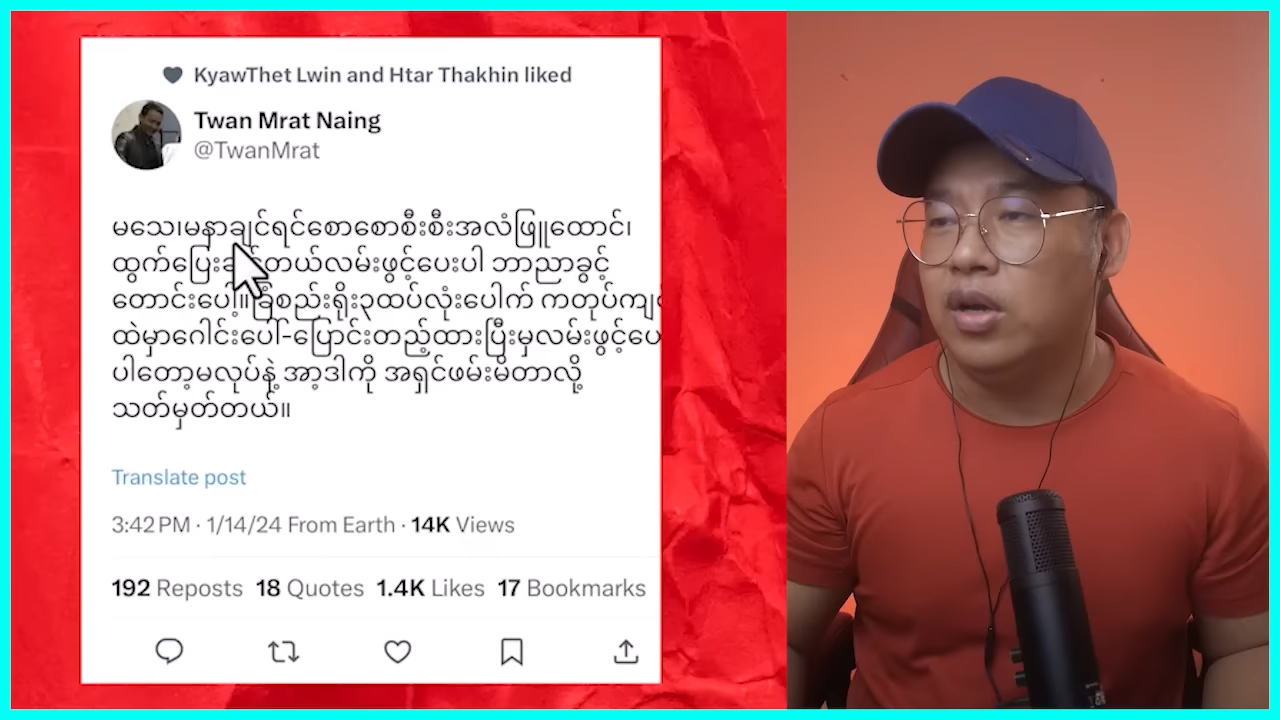 KyawThet Lwin and Htar Thakhin liked
Twan Mrat Naing
@TwanMrat
မသေ၊မနာချင်ရင်စောစောစီးစီးအလံဖြူထောင်၊
ထွက်ပြေးတယ်လမ်းဖွင့်ပေးပါ ဘာညာခွင့်
တောင်းပေါ့။ခြံစည်းရိုး၃ထပ်လုံးပေါက် ကတုပ်ကျ
ထဲမှာဂေါင်းပေါ်-ပြောင်းတည့်ထားပြီးမှလမ်းဖွင့်ပေ
ပါတော့မလုပ်နဲ့ အာ့ဒါကို အရှင်ဖမ်းမိတာလို့
သတ်မှတ်တယ်။
Translate post
3:42 PM · 1/14/24 From Earth · 14K Views
192 Reposts 18 Quotes 1.4K Likes 17 Bookmarks